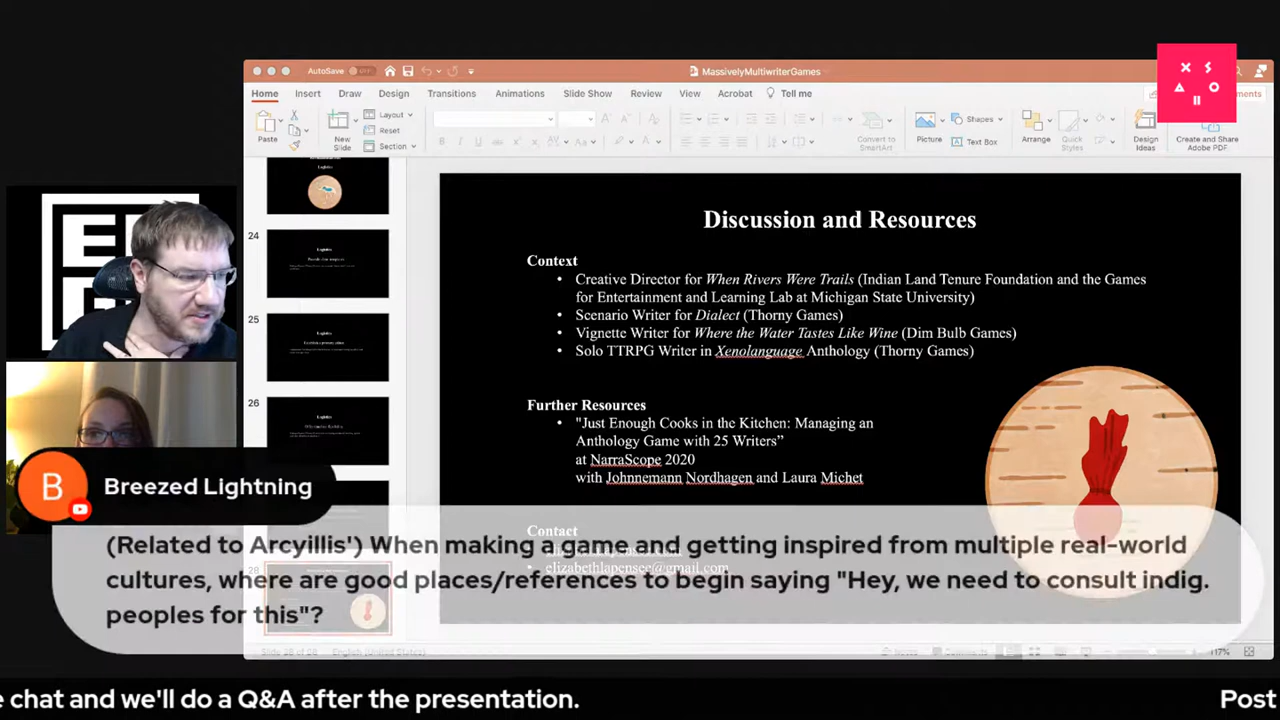 AutoSave
OFF
MassivelyMultiwriterGames
Home
Insert
Draw
Design
Transitions
Animations
Slide Show
Review
View
Acrobat
Tell me
Paste
New
Slide
Layout
Reset
Section
Convert to
SmartArt
Picture
Shapes
Text Box
Arrange
Quick
Styles
Design
Ideas
Create and Share
Adobe PDF
24
25
26
Discussion and Resources
Context
• Creative Director for When Rivers Were Trails (Indian Land Tenure Foundation and the Games
for Entertainment and Learning Lab at Michigan State University)
• Scenario Writer for Dialect (Thorny Games)
• Vignette Writer for Where the Water Tastes Like Wine (Dim Bulb Games)
• Solo TTRPG Writer in Xenolanguage Anthology (Thorny Games)
Further Resources
• "Just Enough Cooks in the Kitchen: Managing an
Anthology Game with 25 Writers”
at NarraScope 2020
with Johnnemann Nordhagen and Laura Michet
Contact
elizabethlapensee@gmail.com
B
Breezed Lightning
(Related to Arcyillis') When making a game and getting inspired from multiple real-world
cultures, where are good places/references to begin saying "Hey, we need to consult indig.
peoples for this"?
English (United States)
117%
e chat and we'll do a Q&A after the presentation.
Post